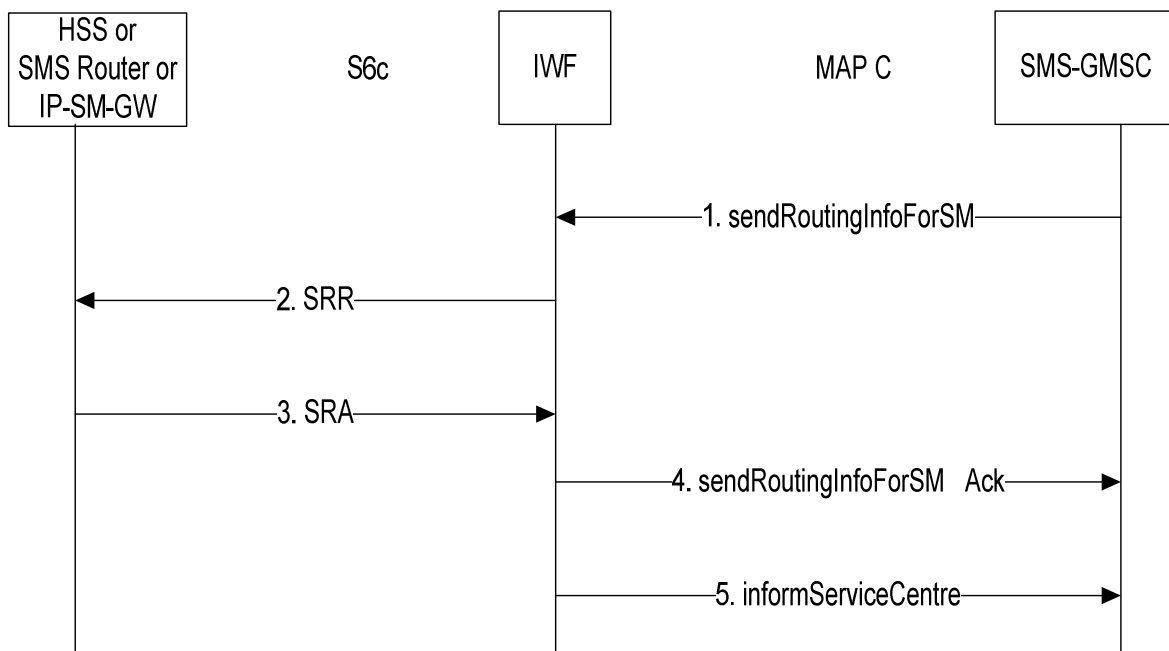 HSS or
SMS Router or
IP-SM-GW
S6c
IWF
MAP C
SMS-GMSC
1. sendRoutingInfoForSM
2. SRR
3. SRA
4. sendRoutingInfoForSM Ack
5. informServiceCentre